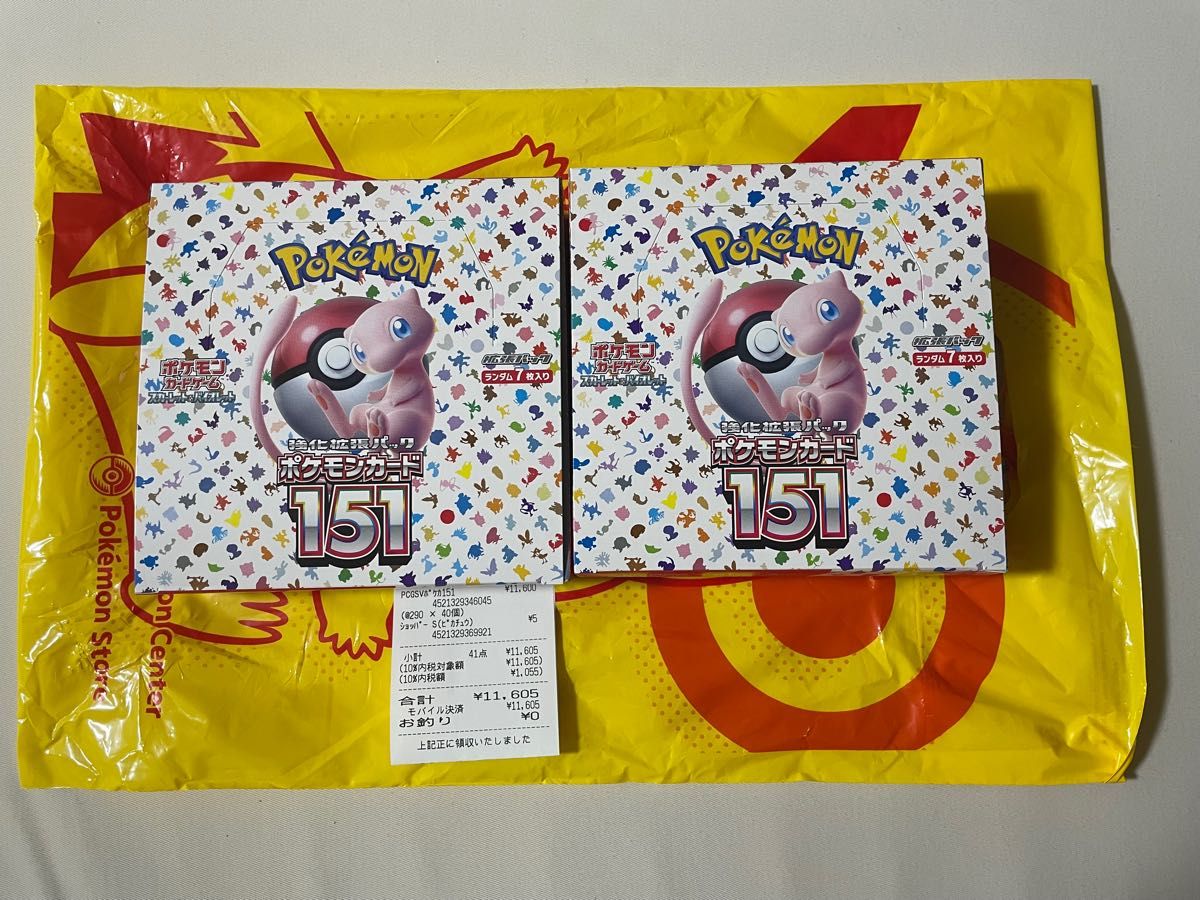 Pokémon
ポケモン
カードゲーム
スカーレット&バイオレット
拡張パック
ランダム7枚入り
強化拡張パック
ポケモンカード
151
Pokémon
ポケモン
カードゲーム
スカーレット&バイオレット
拡張パック
ランダム7枚入り
強化拡張パック
ポケモンカード
151
PCGSVポケカ151 ¥11,600
4521329346045
(@290 × 40個)
ショッパー S(ピカチュウ) ¥5
4521329369921
小計 41点 ¥11,605
(10%内税対象額 ¥11,605)
(10%内税額 ¥1,055)
合計 ¥11,605
モバイル決済 ¥11,605
お釣り ¥0
上記正に領収いたしました
Pokémon Store
mon Center